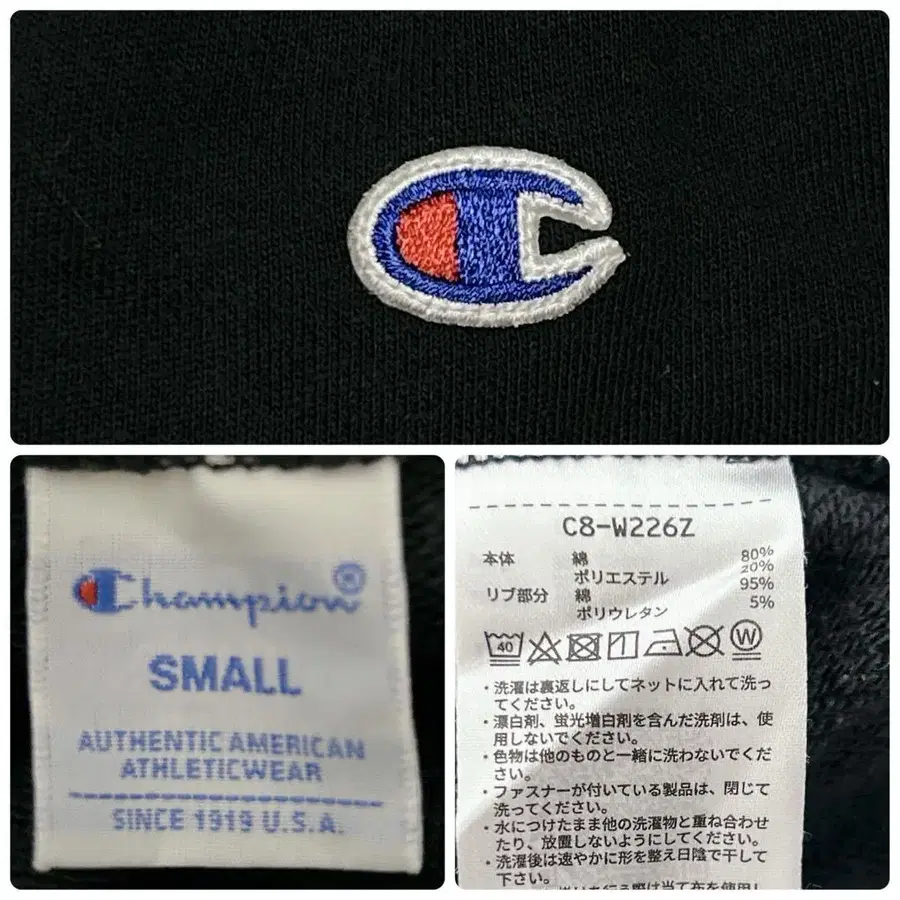 Champion®
SMALL
AUTHENTIC AMERICAN
ATHLETICWEAR
SINCE 1919 U.S.A.
C8-W226Z
本体 綿 80%
ポリエステル 20%
リブ部分 綿 95%
ポリウレタン 5%
40 W
・洗濯は裏返しにしてネットに入れて洗っ
てください。
・漂白剤、蛍光増白剤を含んだ洗剤は、使
用しないでください。
・色物は他のものと一緒に洗わないでくだ
さい。
・ファスナーが付いている製品は、閉じて
洗ってください。
・水につけたまま他の洗濯物と重ね合わせ
たり、放置しないようにしてください。
・洗濯後は速やかに形を整え日陰で干して
下さい。
は当て布を使用し